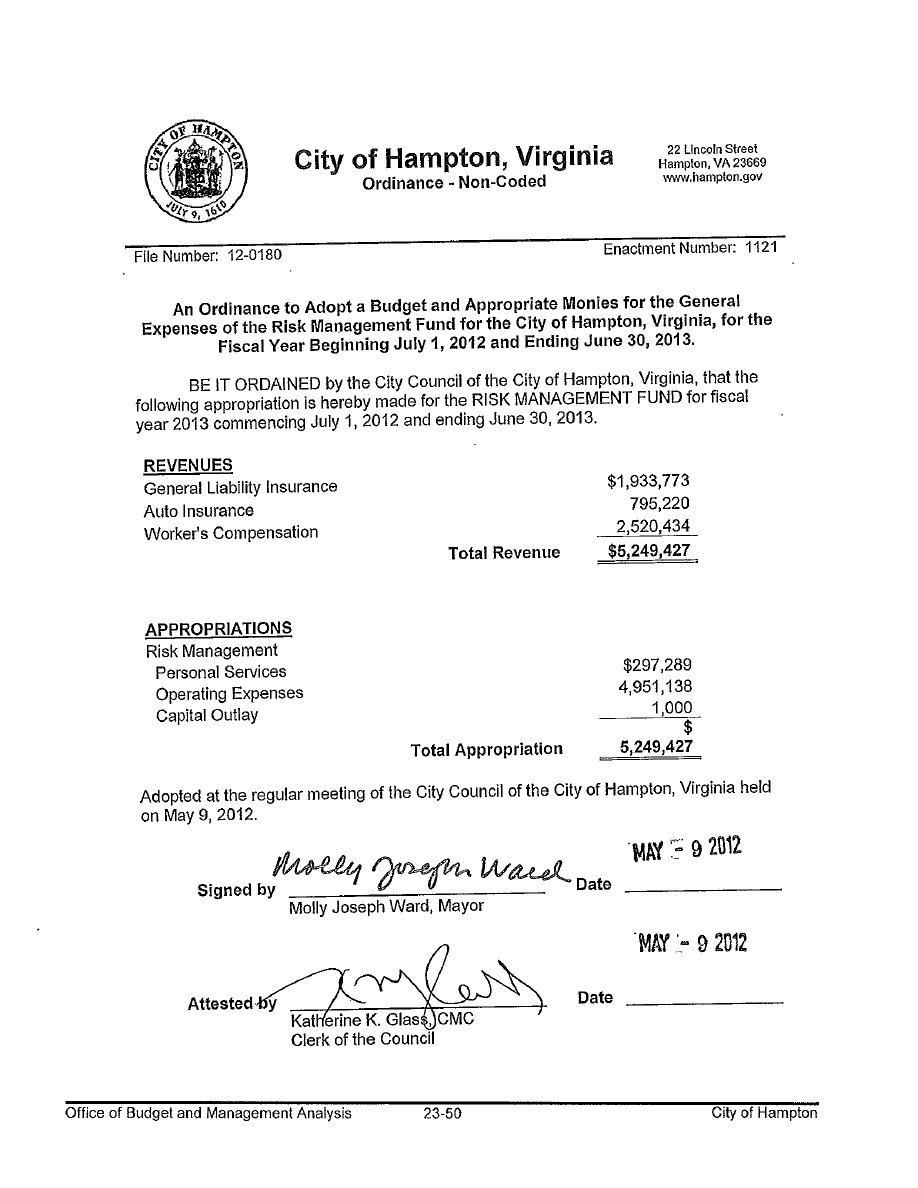 CITY OF HAMPTON
JULY 9, 1610
City of Hampton, Virginia
Ordinance - Non-Coded
22 Lincoln Street
Hampton, VA 23669
www.hampton.gov
File Number: 12-0180
Enactment Number: 1121
An Ordinance to Adopt a Budget and Appropriate Monies for the General
Expenses of the Risk Management Fund for the City of Hampton, Virginia, for the
Fiscal Year Beginning July 1, 2012 and Ending June 30, 2013.
BE IT ORDAINED by the City Council of the City of Hampton, Virginia, that the
following appropriation is hereby made for the RISK MANAGEMENT FUND for fiscal
year 2013 commencing July 1, 2012 and ending June 30, 2013.
REVENUES
General Liability Insurance $1,933,773
Auto Insurance 795,220
Worker's Compensation 2,520,434
Total Revenue $5,249,427
APPROPRIATIONS
Risk Management
Personal Services $297,289
Operating Expenses 4,951,138
Capital Outlay 1,000
$
Total Appropriation 5,249,427
Adopted at the regular meeting of the City Council of the City of Hampton, Virginia held
on May 9, 2012.
Molly Joseph Ward MAY - 9 2012
Signed by Date
Molly Joseph Ward, Mayor
MAY - 9 2012
Attested by Date
Katherine K. Glass, CMC
Clerk of the Council
Office of Budget and Management Analysis 23-50 City of Hampton